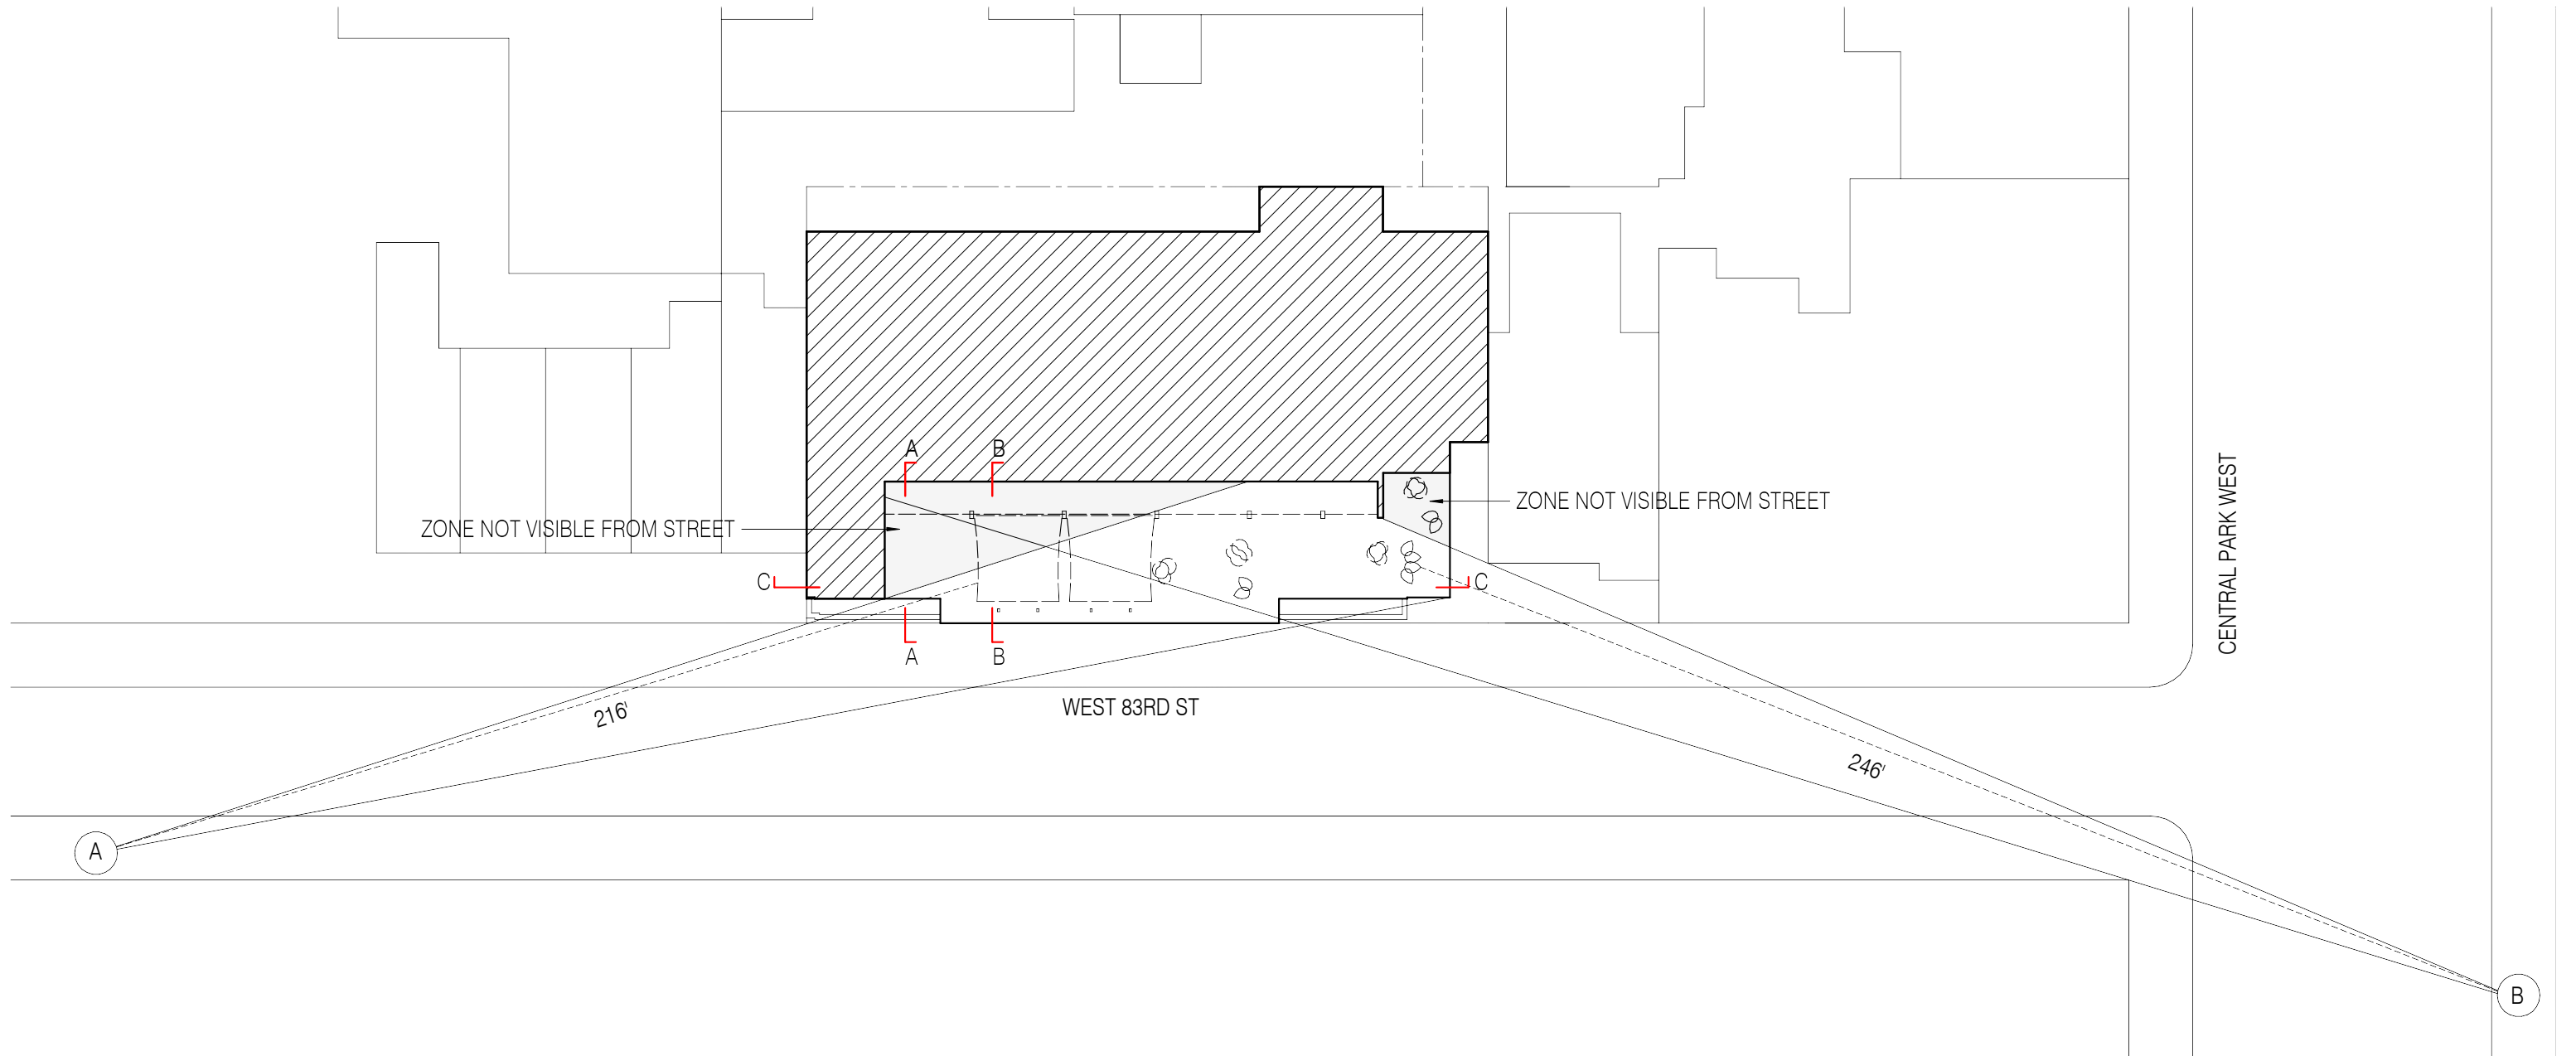 A
B
ZONE NOT VISIBLE FROM STREET
ZONE NOT VISIBLE FROM STREET
C
C
A
B
CENTRAL PARK WEST
WEST 83RD ST
216'
246'
A
B